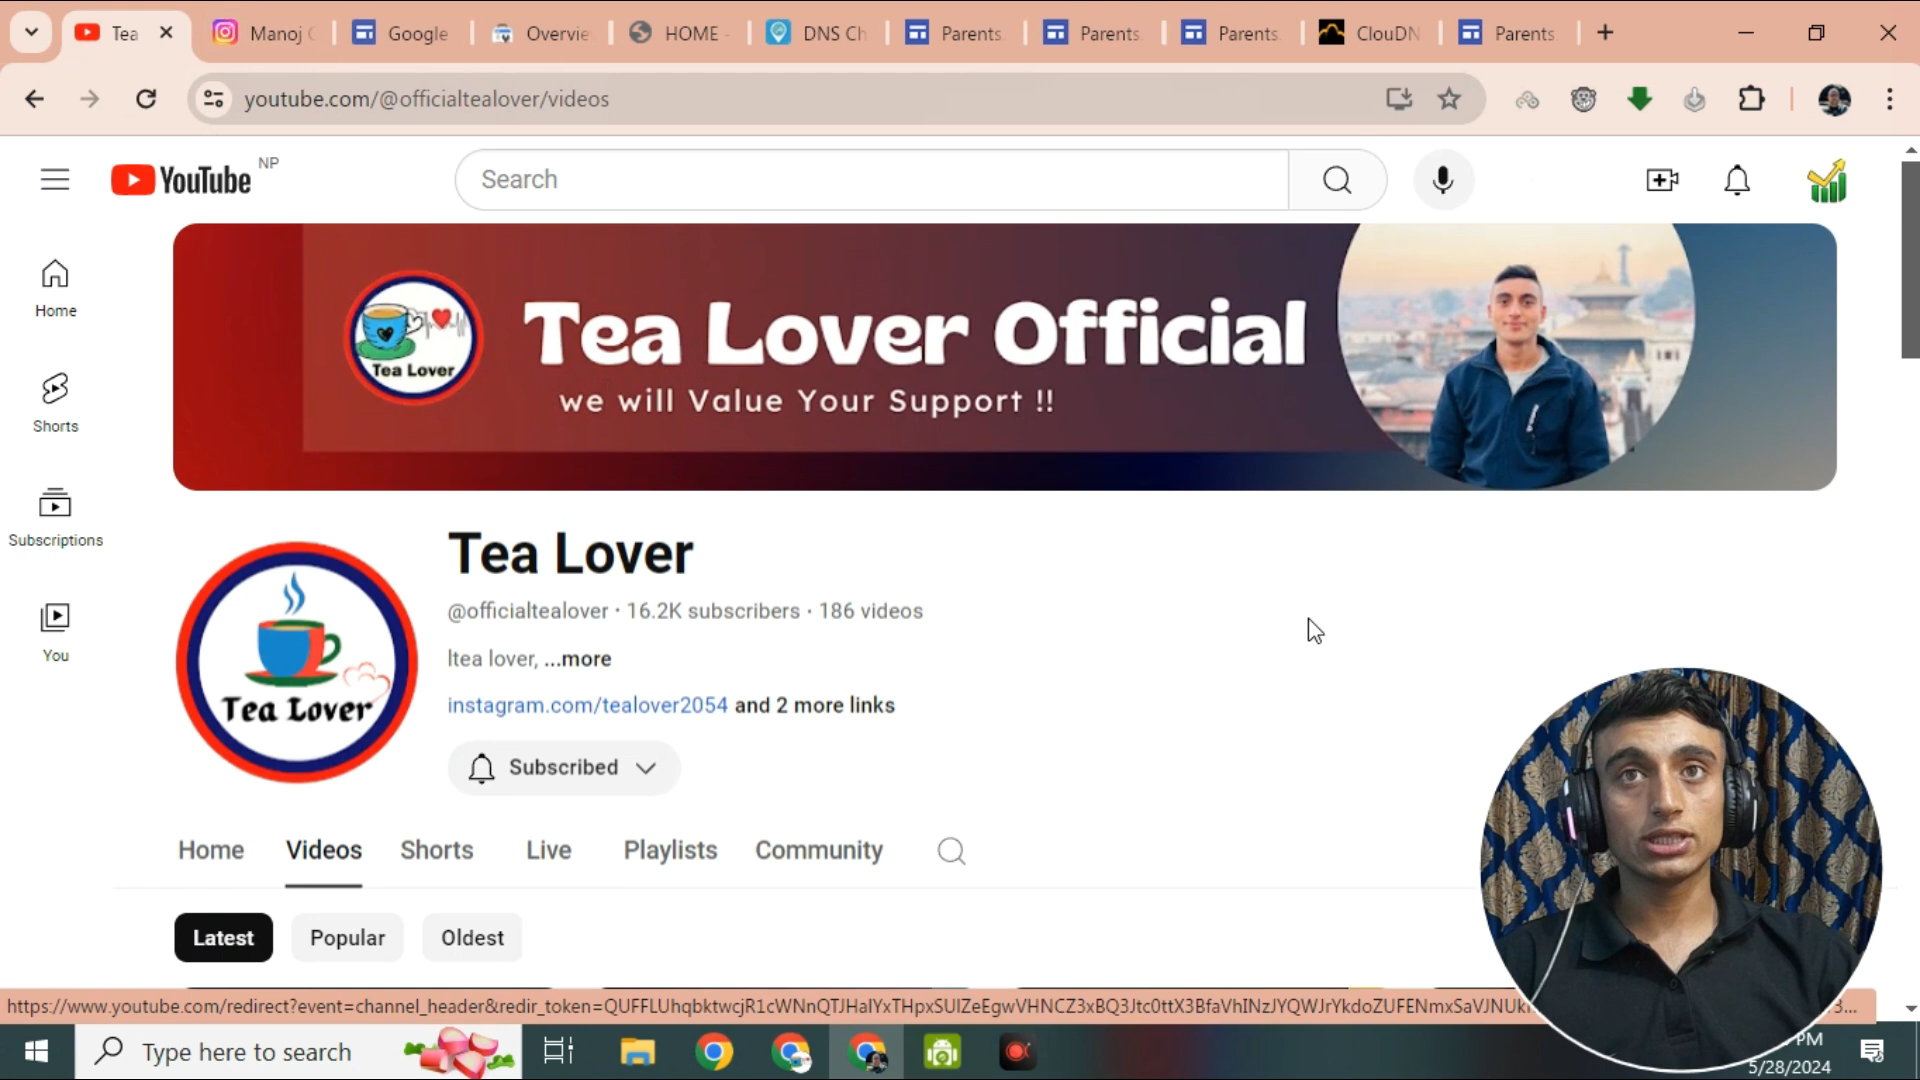 Tea
Manoj
Google
Overvie
HOME -
DNS Ch
Parents
Parents
Parents
ClouDN
Parents
youtube.com/@officialtealover/videos
YouTube NP
Search
Tea Lover
Tea Lover Official
we will Value Your Support !!
Home
Shorts
Subscriptions
You
Tea Lover
Tea Lover
@officialtealover · 16.2K subscribers · 186 videos
ltea lover, ...more
instagram.com/tealover2054 and 2 more links
Subscribed
Home Videos Shorts Live Playlists Community
Latest Popular Oldest
Type here to search
PM
5/28/2024